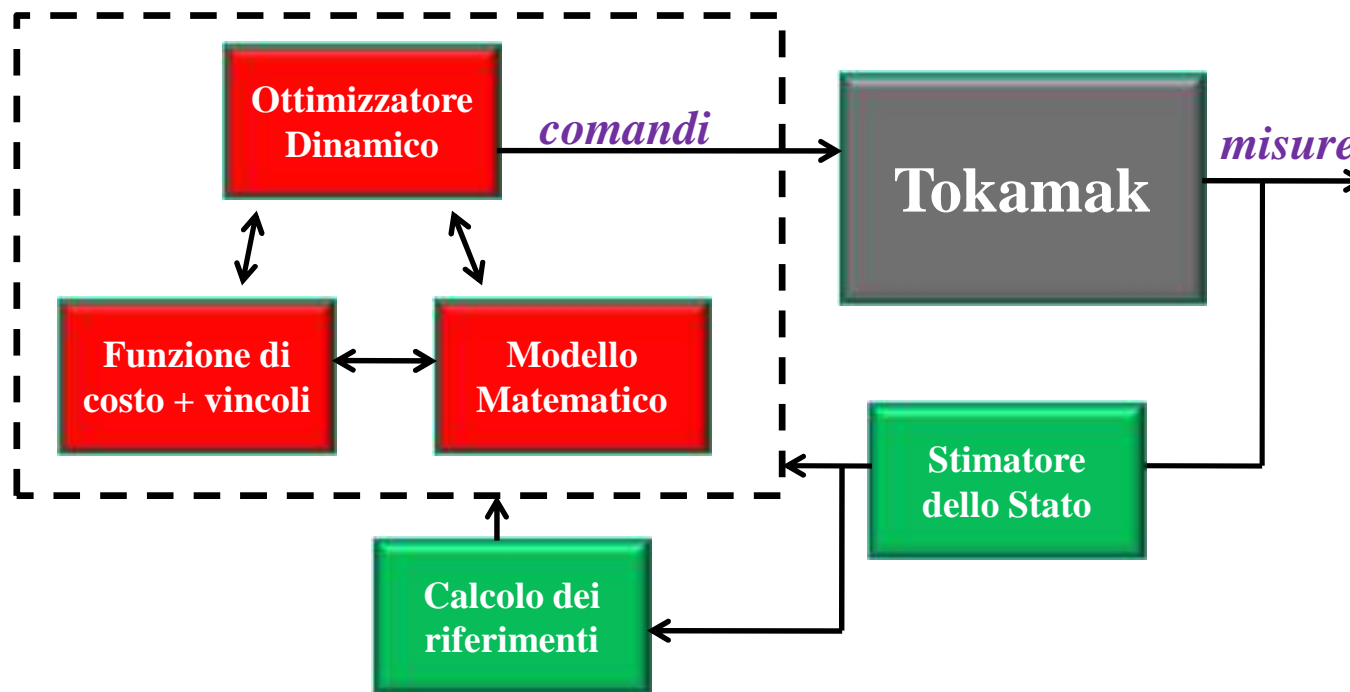 Ottimizzatore
Dinamico
comandi
Tokamak
misure
Funzione di
costo + vincoli
Modello
Matematico
Stimatore
dello Stato
Calcolo dei
riferimenti